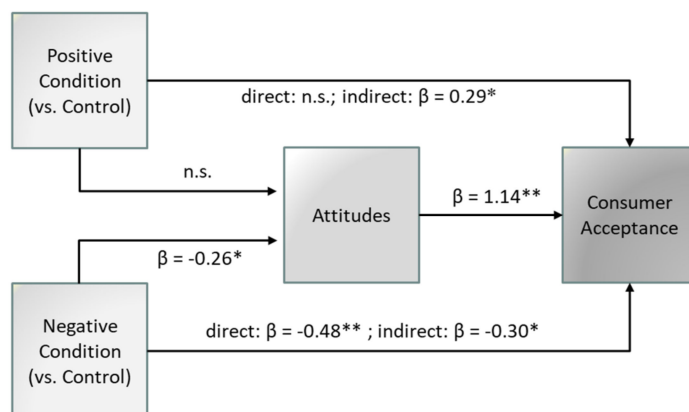 Positive
Condition
(vs. Control)
direct: n.s.; indirect: β = 0.29*
n.s.
Attitudes
β = 1.14**
Consumer
Acceptance
β = -0.26*
Negative
Condition
(vs. Control)
direct: β = -0.48** ; indirect: β = -0.30*